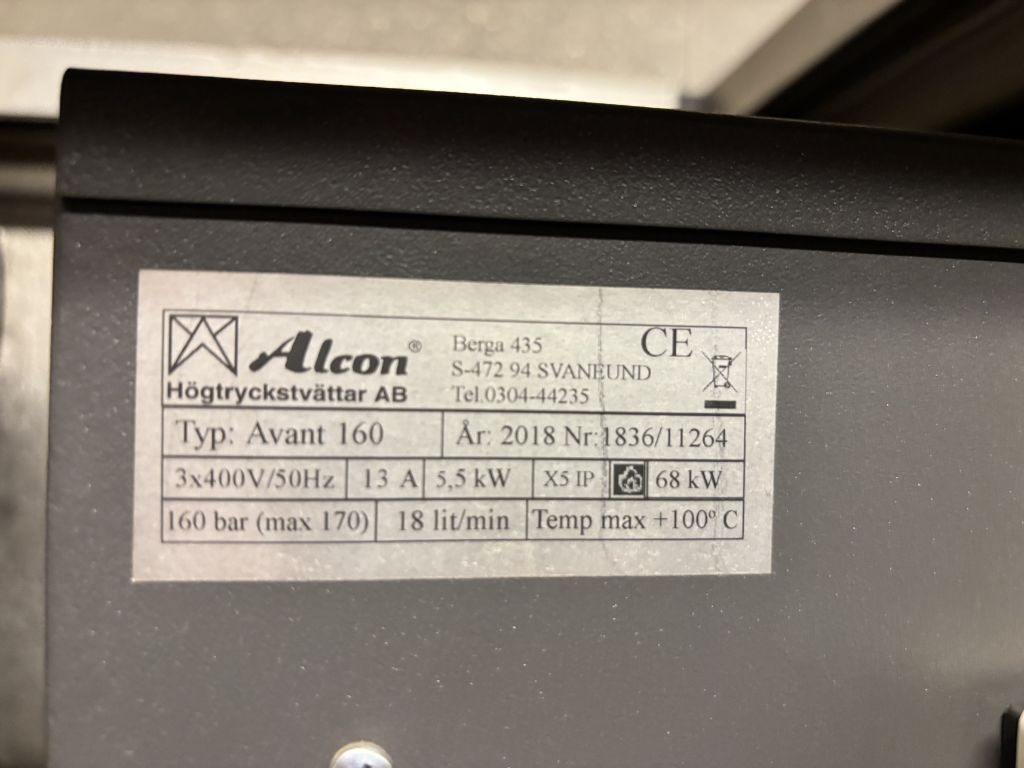 Alcon®
Högtryckstvättar AB
Berga 435
S-472 94 SVANEUND
Tel.0304-44235
CE
Typ: Avant 160
År: 2018 Nr:1836/11264
3x400V/50Hz
13 A
5,5 kW
X5 IP
68 kW
160 bar (max 170)
18 lit/min
Temp max +100º C